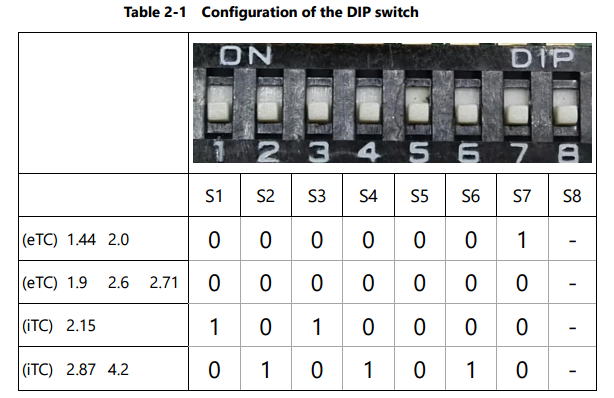 Table 2-1 Configuration of the DIP switch
ON DIP
1 2 3 4 5 6 7 8
S1 S2 S3 S4 S5 S6 S7 S8
(eTC) 1.44 2.0 0 0 0 0 0 0 1 -
(eTC) 1.9 2.6 2.71 0 0 0 0 0 0 0 -
(iTC) 2.15 1 0 1 0 0 0 0 -
(iTC) 2.87 4.2 0 1 0 1 0 1 0 -